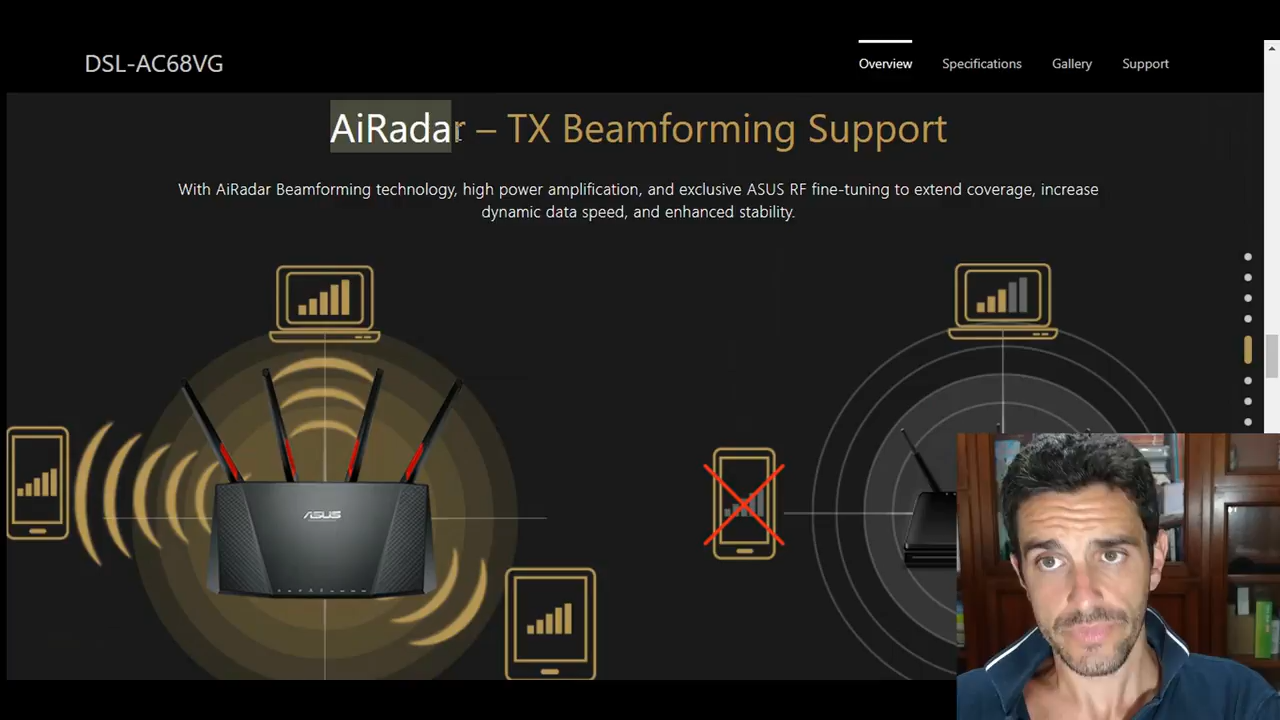 DSL-AC68VG
Overview Specifications Gallery Support
AiRadar – TX Beamforming Support
With AiRadar Beamforming technology, high power amplification, and exclusive ASUS RF fine-tuning to extend coverage, increase
dynamic data speed, and enhanced stability.
ASUS